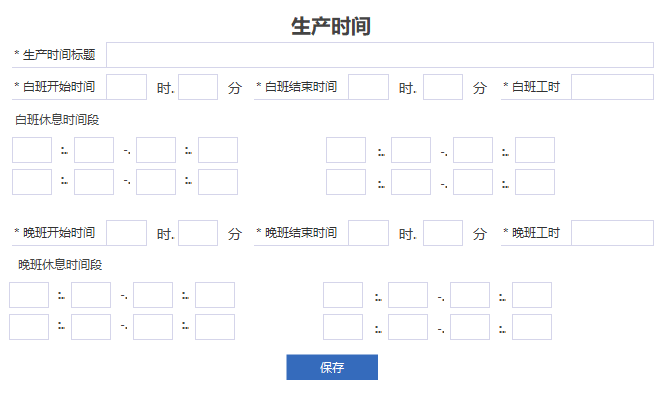 生产时间
* 生产时间标题
* 白班开始时间 时. 分 * 白班结束时间 时. 分 * 白班工时
白班休息时间段
:. -. :. :. -. :.
:. -. :. :. -. :.
* 晚班开始时间 时. 分 * 晚班结束时间 时. 分 * 晚班工时
晚班休息时间段
:. -. :. :. -. :.
:. -. :. :. -. :.
保存